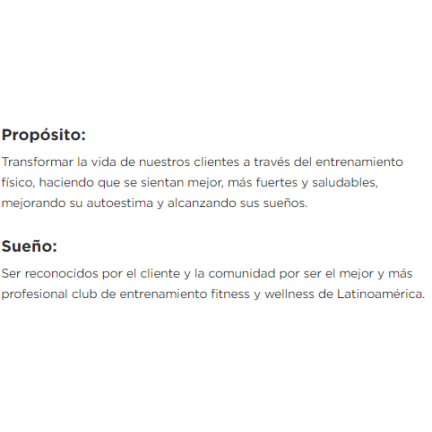 Propósito:
Transformar la vida de nuestros clientes a través del entrenamiento
físico, haciendo que se sientan mejor, más fuertes y saludables,
mejorando su autoestima y alcanzando sus sueños.
Sueño:
Ser reconocidos por el cliente y la comunidad por ser el mejor y más
profesional club de entrenamiento fitness y wellness de Latinoamérica.